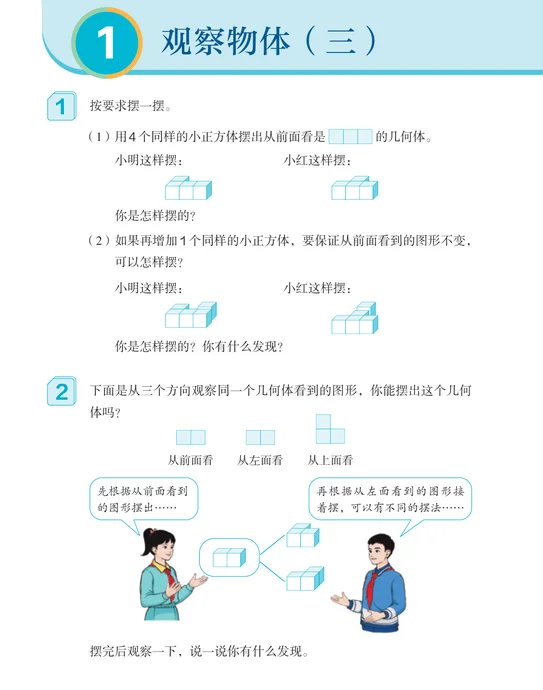 1
观察物体（三）
1
按要求摆一摆。
（1）用4个同样的小正方体摆出从前面看是 的几何体。
小明这样摆： 小红这样摆：
你是怎样摆的？
（2）如果再增加1个同样的小正方体，要保证从前面看到的图形不变，
可以怎样摆？
小明这样摆： 小红这样摆：
你是怎样摆的？你有什么发现？
2
下面是从三个方向观察同一个几何体看到的图形，你能摆出这个几何
体吗？
从前面看 从左面看 从上面看
先根据从前面看到
的图形摆出……
再根据从左面看到的图形接
着摆，可以有不同的摆法……
摆完后观察一下，说一说你有什么发现。